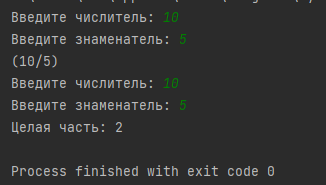 Введите числитель: 10
Введите знаменатель: 5
(10/5)
Введите числитель: 10
Введите знаменатель: 5
Целая часть: 2
Process finished with exit code 0